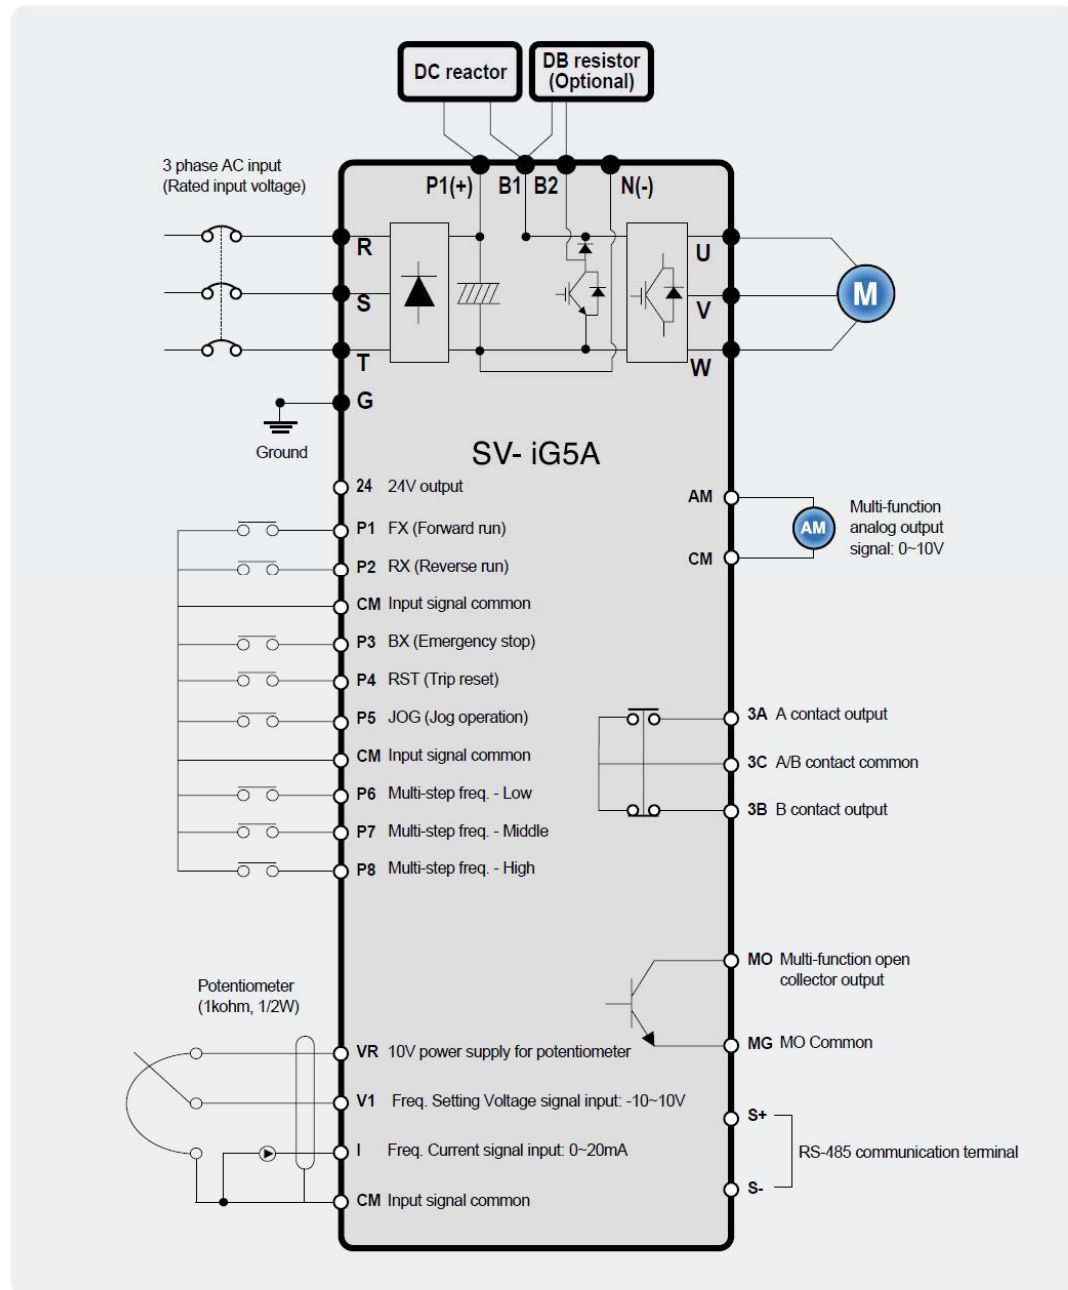 DC reactor
DB resistor
(Optional)
3 phase AC input
(Rated input voltage)
P1(+) B1 B2 N(-)
R
S
T
G
U
V
W
M
Ground
SV- iG5A
24 24V output
P1 FX (Forward run)
P2 RX (Reverse run)
CM Input signal common
P3 BX (Emergency stop)
P4 RST (Trip reset)
P5 JOG (Jog operation)
CM Input signal common
P6 Multi-step freq. - Low
P7 Multi-step freq. - Middle
P8 Multi-step freq. - High
AM
CM
AM
Multi-function
analog output
signal: 0~10V
3A A contact output
3C A/B contact common
3B B contact output
MO Multi-function open
collector output
MG MO Common
Potentiometer
(1kohm, 1/2W)
VR 10V power supply for potentiometer
V1 Freq. Setting Voltage signal input: -10~10V
I Freq. Current signal input: 0~20mA
CM Input signal common
S+
RS-485 communication terminal
S-